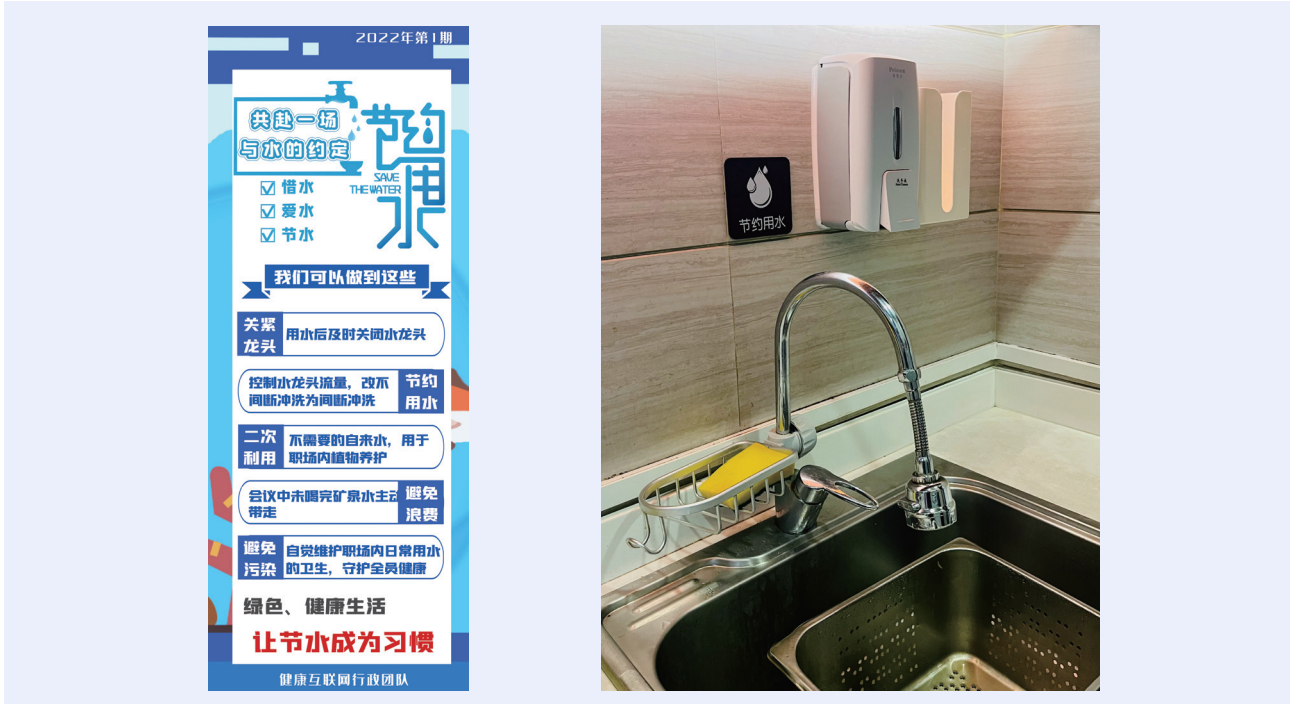 2022年第1期
共赴一场
与水的约定
节约用水
SAVE
THE WATER
惜水
爱水
节水
我们可以做到这些
关紧
龙头
用水后及时关闭水龙头
控制水龙头流量，改不
间断冲洗为间断冲洗
节约
用水
二次
利用
不需要的自来水，用于
职场内植物养护
会议中未喝完矿泉水主动
带走
避免
浪费
避免
污染
自觉维护职场内日常用水
的卫生，守护全员健康
绿色、健康生活
让节水成为习惯
健康互联网行政团队
节约用水